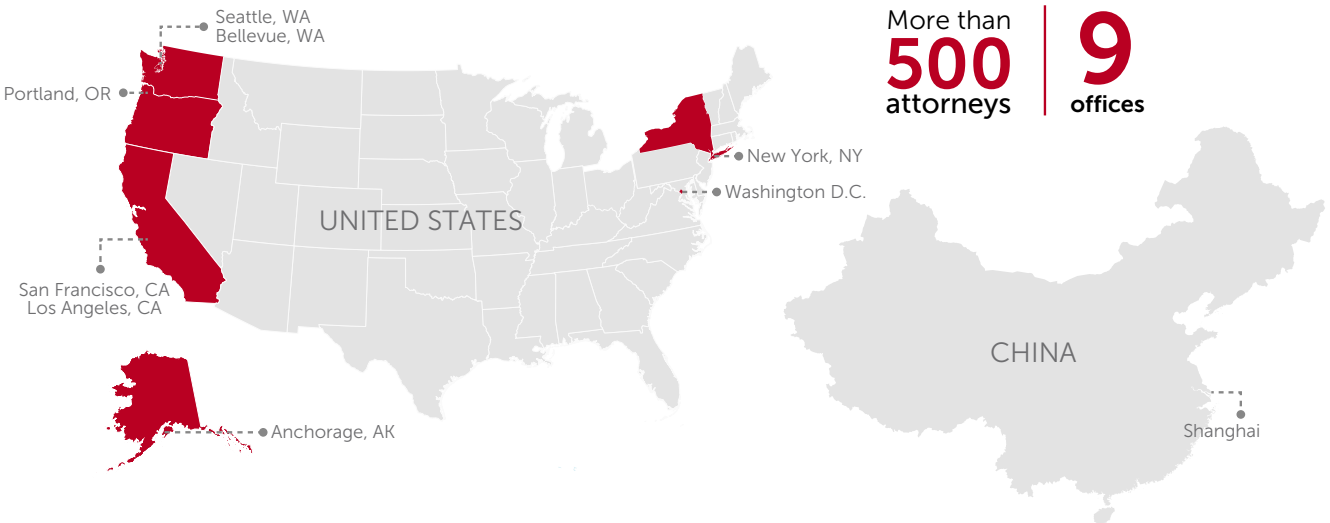 Seattle, WA
Bellevue, WA
Portland, OR
San Francisco, CA
Los Angeles, CA
Anchorage, AK
UNITED STATES
New York, NY
Washington D.C.
More than
500
attorneys
9
offices
CHINA
Shanghai